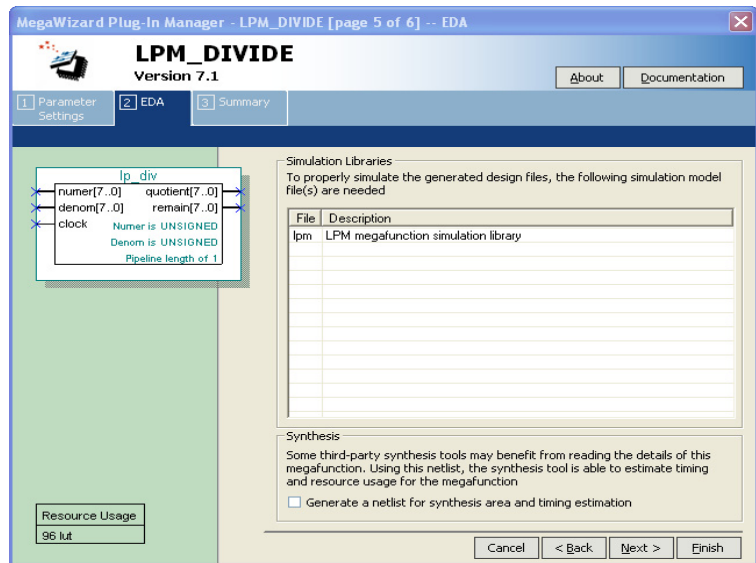 MegaWizard Plug-In Manager - LPM_DIVIDE [page 5 of 6] -- EDA
LPM_DIVIDE
Version 7.1
About
Documentation
1 Parameter Settings
2 EDA
3 Summary
lp_div
numer[7..0] quotient[7..0]
denom[7..0] remain[7..0]
clock
Numer is UNSIGNED
Denom is UNSIGNED
Pipeline length of 1
Simulation Libraries
To properly simulate the generated design files, the following simulation model
file(s) are needed
File Description
lpm LPM megafunction simulation library
Synthesis
Some third-party synthesis tools may benefit from reading the details of this
megafunction. Using this netlist, the synthesis tool is able to estimate timing
and resource usage for the megafunction
Generate a netlist for synthesis area and timing estimation
Resource Usage
96 lut
Cancel
< Back
Next >
Finish